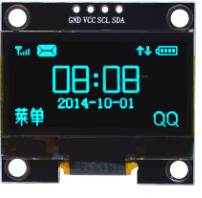 GND VCC SCL SDA
08:08
2014-10-01
菜单 QQ